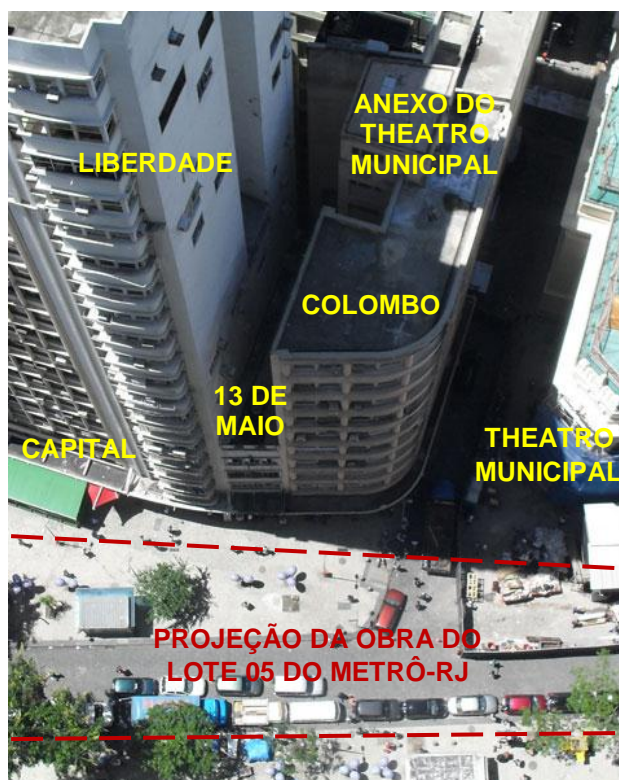 ANEXO DO
THEATRO
MUNICIPAL
LIBERDADE
COLOMBO
13 DE
MAIO
CAPITAL
THEATRO
MUNICIPAL
PROJEÇÃO DA OBRA DO
LOTE 05 DO METRÔ-RJ